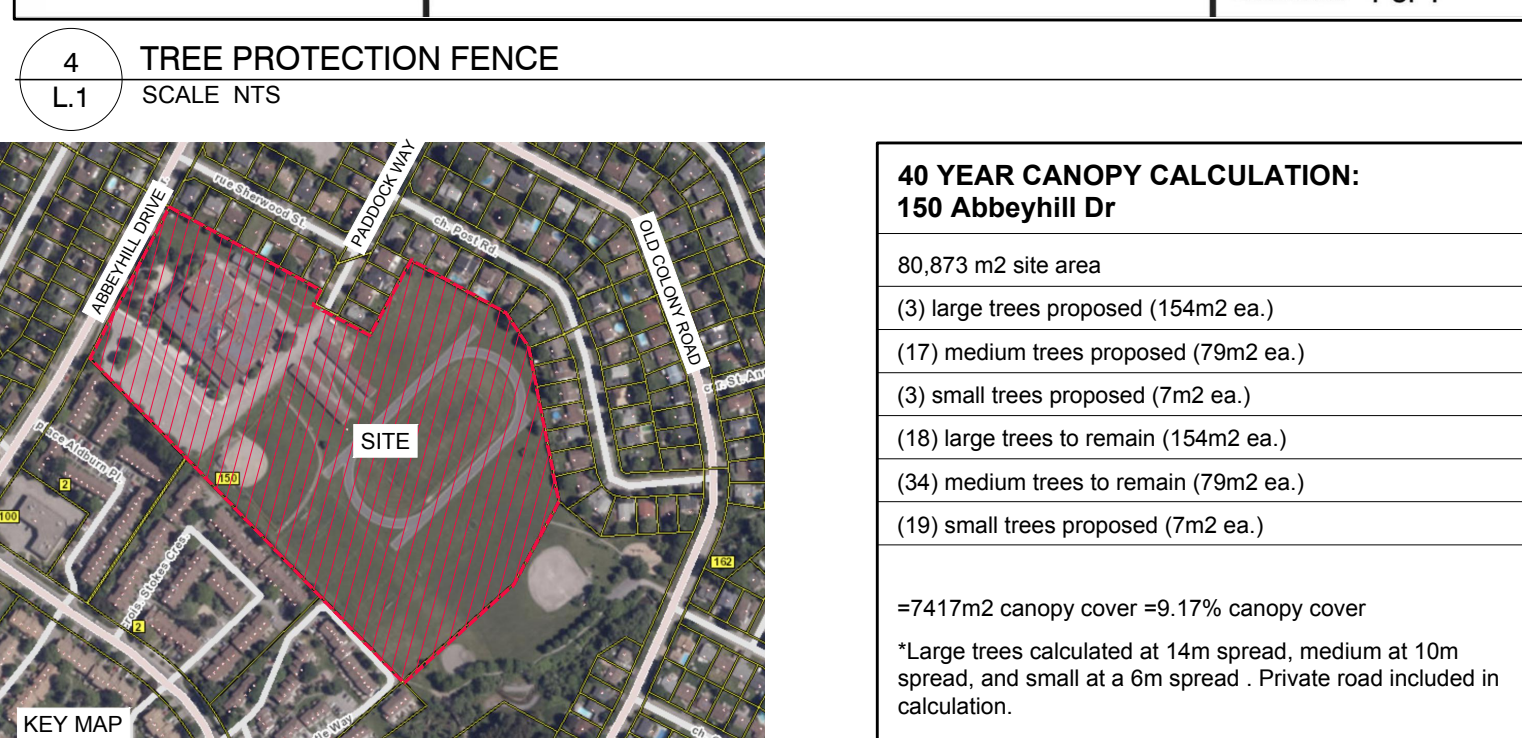 4
L.1
TREE PROTECTION FENCE
SCALE NTS
ABBEYHILL DRIVE
rue Sherwood St.
PADDOCK WAY
ch. Post Rd.
OLD COLONY ROAD
SITE
150
place Aldburn Pl.
2
100
Stokes Cres.
2
162
KEY MAP
40 YEAR CANOPY CALCULATION:
150 Abbeyhill Dr
80,873 m2 site area
(3) large trees proposed (154m2 ea.)
(17) medium trees proposed (79m2 ea.)
(3) small trees proposed (7m2 ea.)
(18) large trees to remain (154m2 ea.)
(34) medium trees to remain (79m2 ea.)
(19) small trees proposed (7m2 ea.)
=7417m2 canopy cover =9.17% canopy cover
*Large trees calculated at 14m spread, medium at 10m
spread, and small at a 6m spread . Private road included in
calculation.